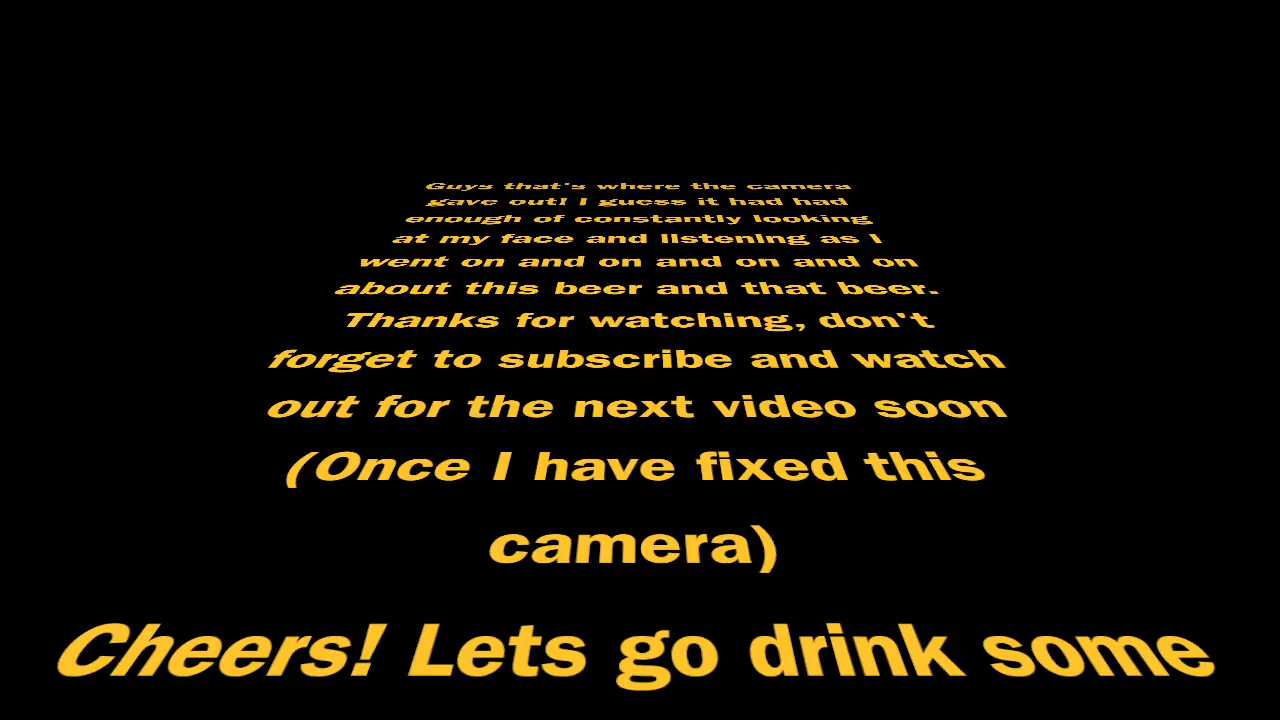 Guys that's where the camera
gave out! I guess it had had
enough of constantly looking
at my face and listening as I
went on and on and on and on
about this beer and that beer.
Thanks for watching, don't
forget to subscribe and watch
out for the next video soon
(Once I have fixed this
camera)
Cheers! Lets go drink some